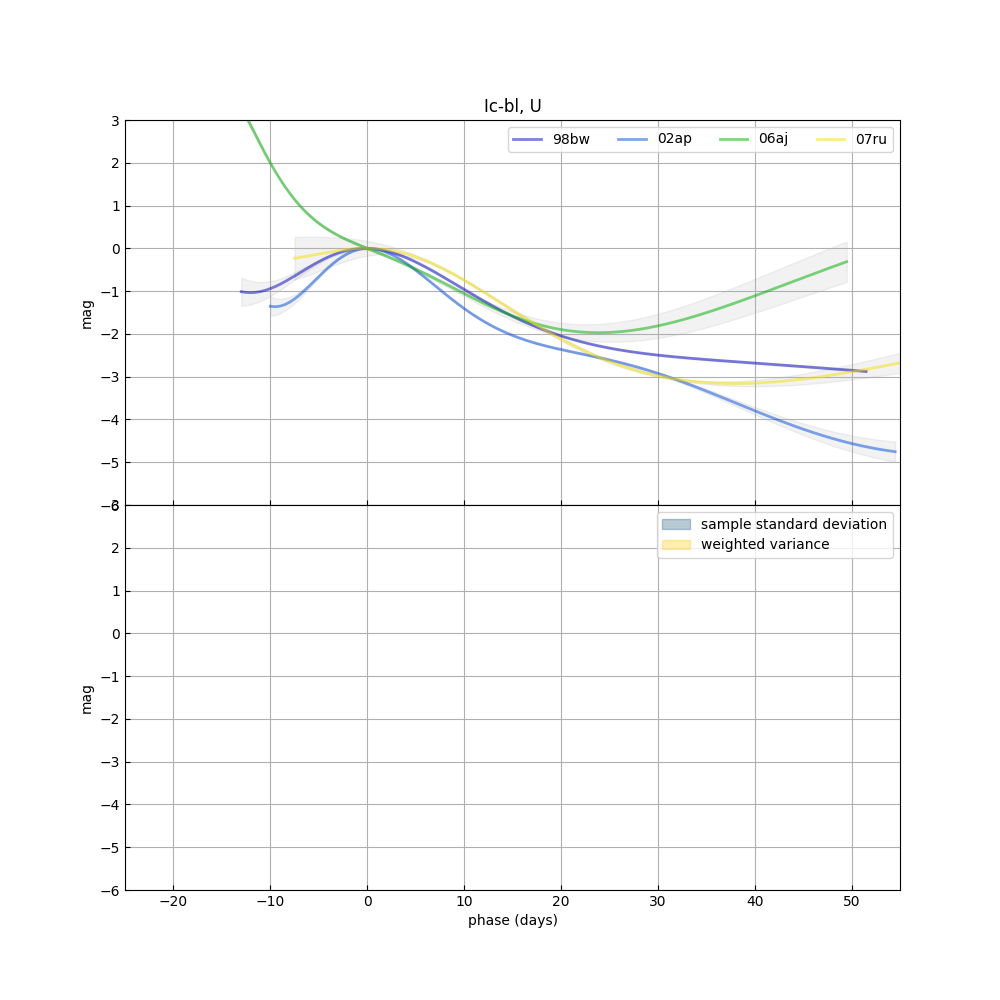 Ic-bl, U
98bw 02ap 06aj 07ru
3
2
1
0
−1
−2
−3
−4
−5
−6
mag
sample standard deviation
weighted variance
3
2
1
0
−1
−2
−3
−4
−5
−6
mag
−20 −10 0 10 20 30 40 50
phase (days)